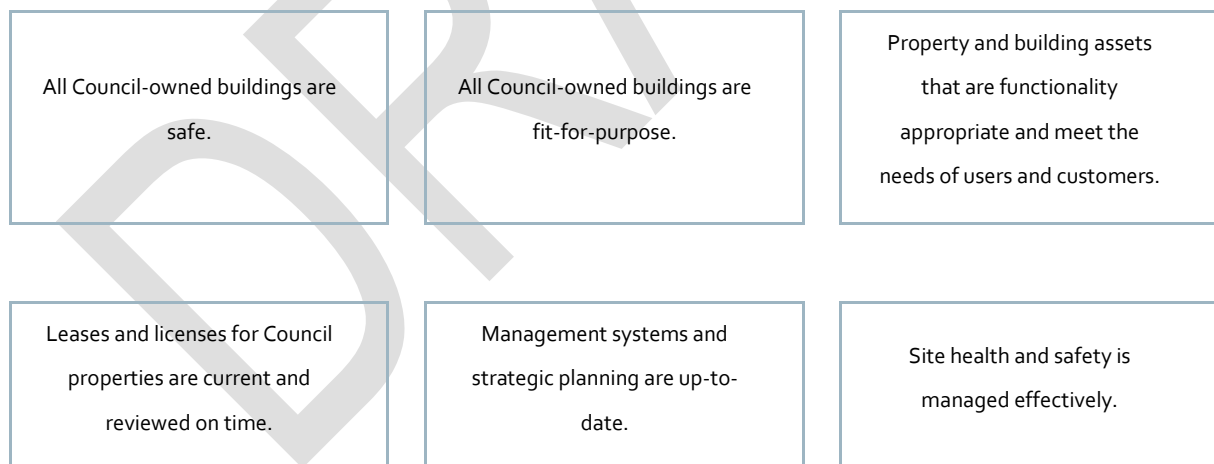 All Council-owned buildings are
safe.
All Council-owned buildings are
fit-for-purpose.
Property and building assets
that are functionality
appropriate and meet the
needs of users and customers.
Leases and licenses for Council
properties are current and
reviewed on time.
Management systems and
strategic planning are up-to-
date.
Site health and safety is
managed effectively.